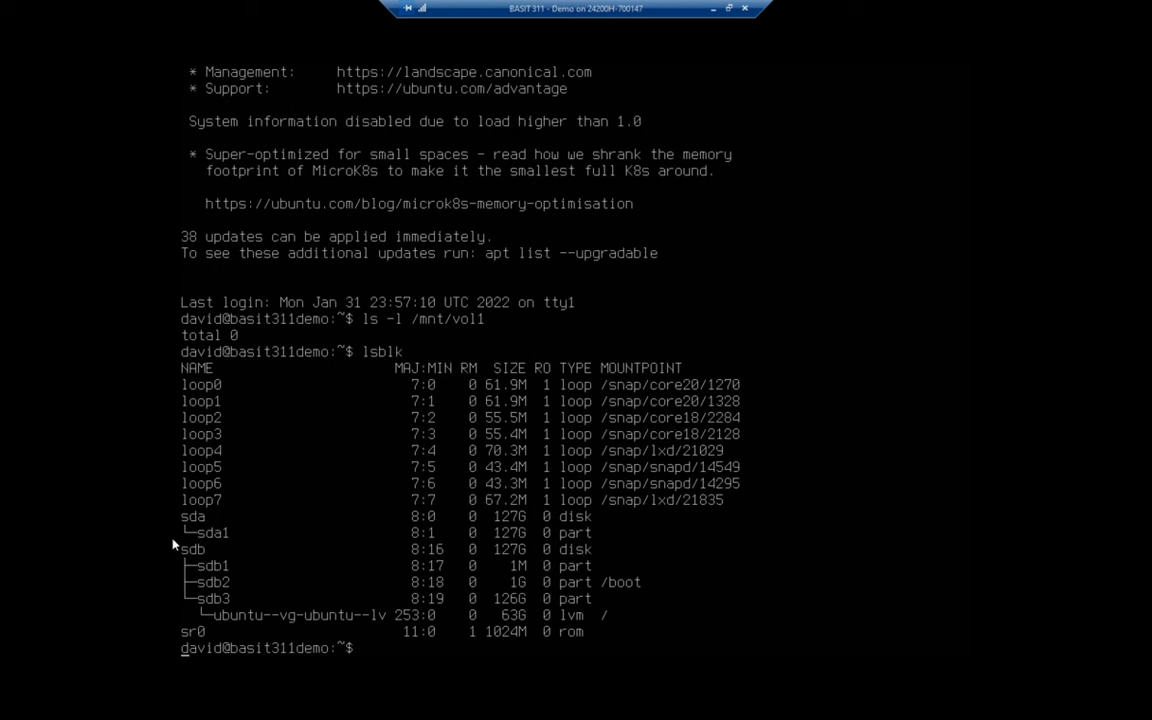 BASIT 311 - Demo on 24200H-700147
* Management:     https://landscape.canonical.com
* Support:        https://ubuntu.com/advantage
System information disabled due to load higher than 1.0
* Super-optimized for small spaces - read how we shrank the memory
footprint of MicroK8s to make it the smallest full K8s around.
https://ubuntu.com/blog/microk8s-memory-optimisation
38 updates can be applied immediately.
To see these additional updates run: apt list --upgradable
Last login: Mon Jan 31 23:57:10 UTC 2022 on tty1
david@basit311demo:~$ ls -l /mnt/vol1
total 0
david@basit311demo:~$ lsblk
NAME                      MAJ:MIN RM  SIZE RO TYPE MOUNTPOINT
loop0                       7:0    0 61.9M  1 loop /snap/core20/1270
loop1                       7:1    0 61.9M  1 loop /snap/core20/1328
loop2                       7:2    0 55.5M  1 loop /snap/core18/2284
loop3                       7:3    0 55.4M  1 loop /snap/core18/2128
loop4                       7:4    0 70.3M  1 loop /snap/lxd/21029
loop5                       7:5    0 43.4M  1 loop /snap/snapd/14549
loop6                       7:6    0 43.3M  1 loop /snap/snapd/14295
loop7                       7:7    0 67.2M  1 loop /snap/lxd/21835
sda                         8:0    0  127G  0 disk
└─sda1                      8:1    0  127G  0 part
sdb                         8:16   0  127G  0 disk
├─sdb1                      8:17   0    1M  0 part
├─sdb2                      8:18   0    1G  0 part /boot
└─sdb3                      8:19   0  126G  0 part
  └─ubuntu--vg-ubuntu--lv 253:0    0   63G  0 lvm  /
sr0                        11:0    1 1024M  0 rom
david@basit311demo:~$